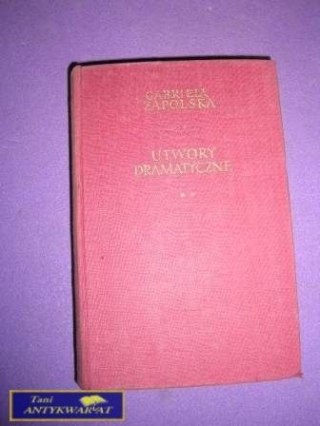 GABRIELA
ZAPOLSKA
UTWORY
DRAMATYCZNE
* *
Tani
ANTYKWARIAT